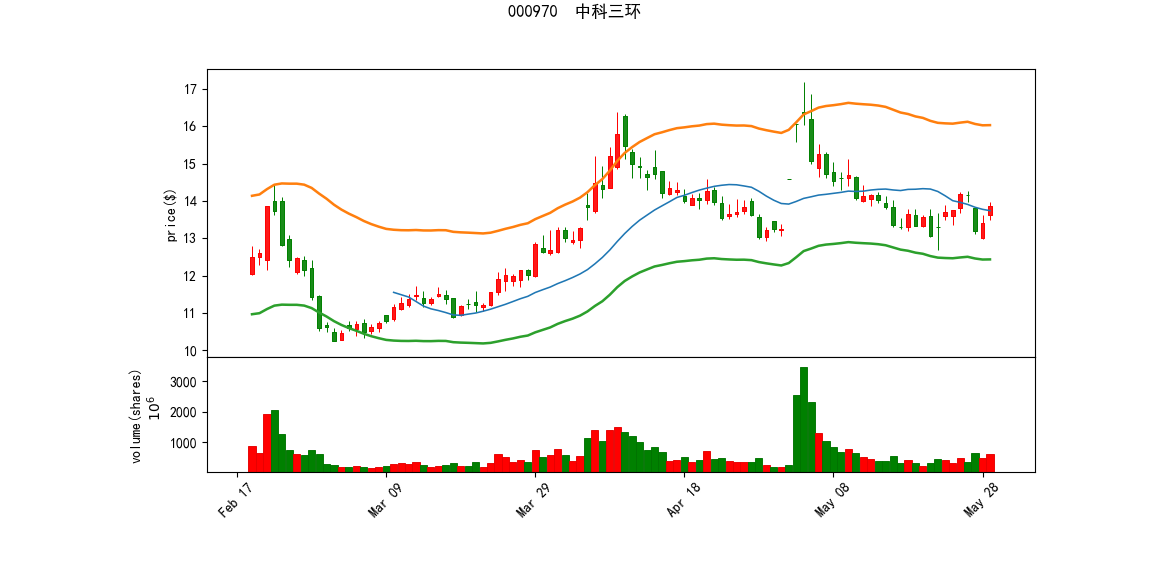 000970 中科三环
price($)
17
16
15
14
13
12
11
10
volume(shares)
10^6
3000
2000
1000
Feb 17
Mar 09
Mar 29
Apr 18
May 08
May 28